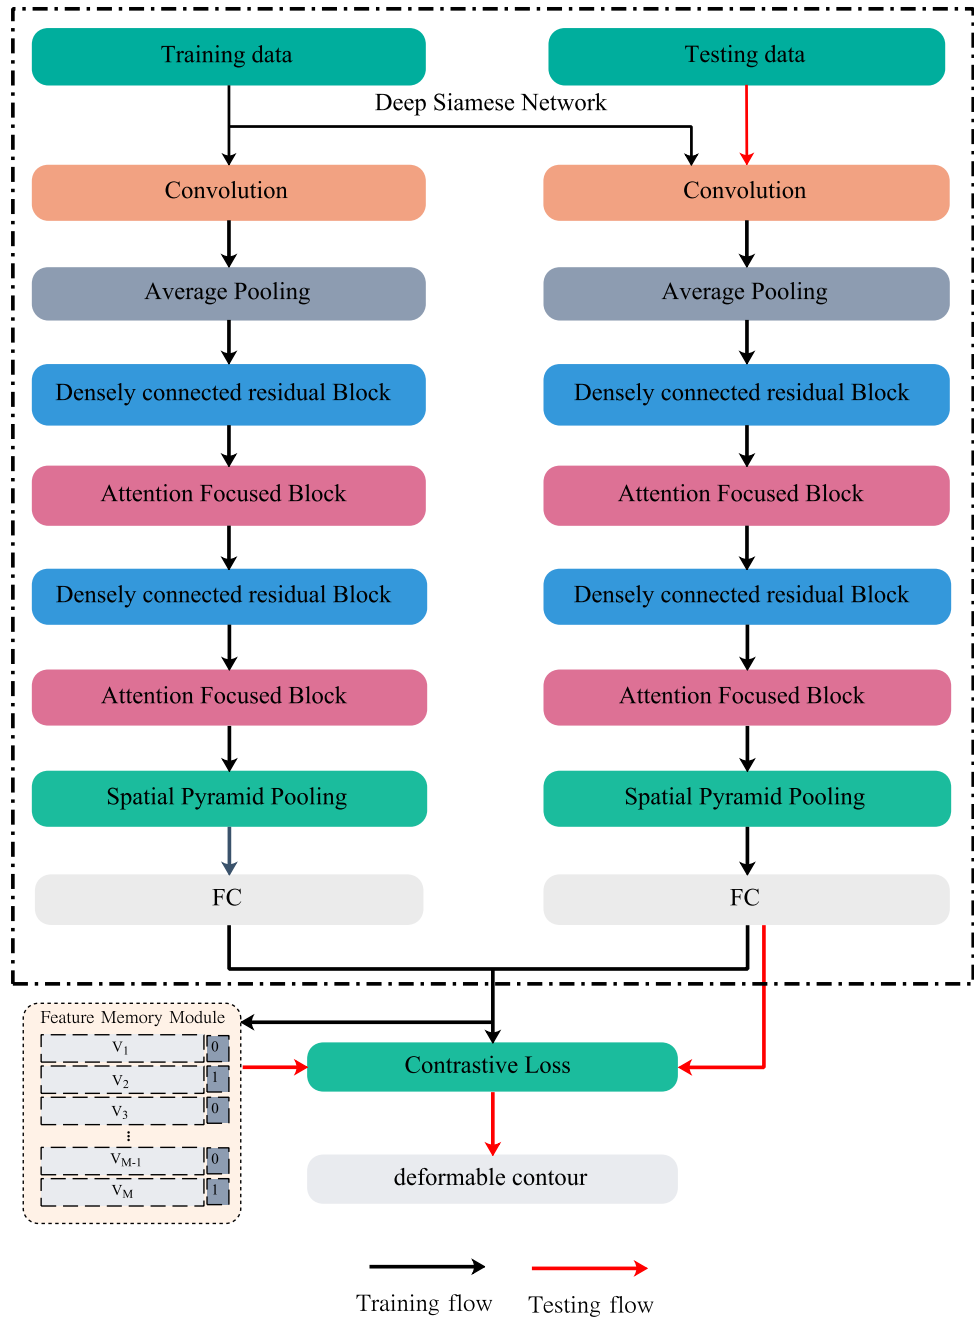 Training data
Testing data
Deep Siamese Network
Convolution
Convolution
Average Pooling
Average Pooling
Densely connected residual Block
Densely connected residual Block
Attention Focused Block
Attention Focused Block
Densely connected residual Block
Densely connected residual Block
Attention Focused Block
Attention Focused Block
Spatial Pyramid Pooling
Spatial Pyramid Pooling
FC
FC
Feature Memory Module
V1 0
V2 1
V3 0
...
VM-1 0
VM 1
Contrastive Loss
deformable contour
Training flow
Testing flow